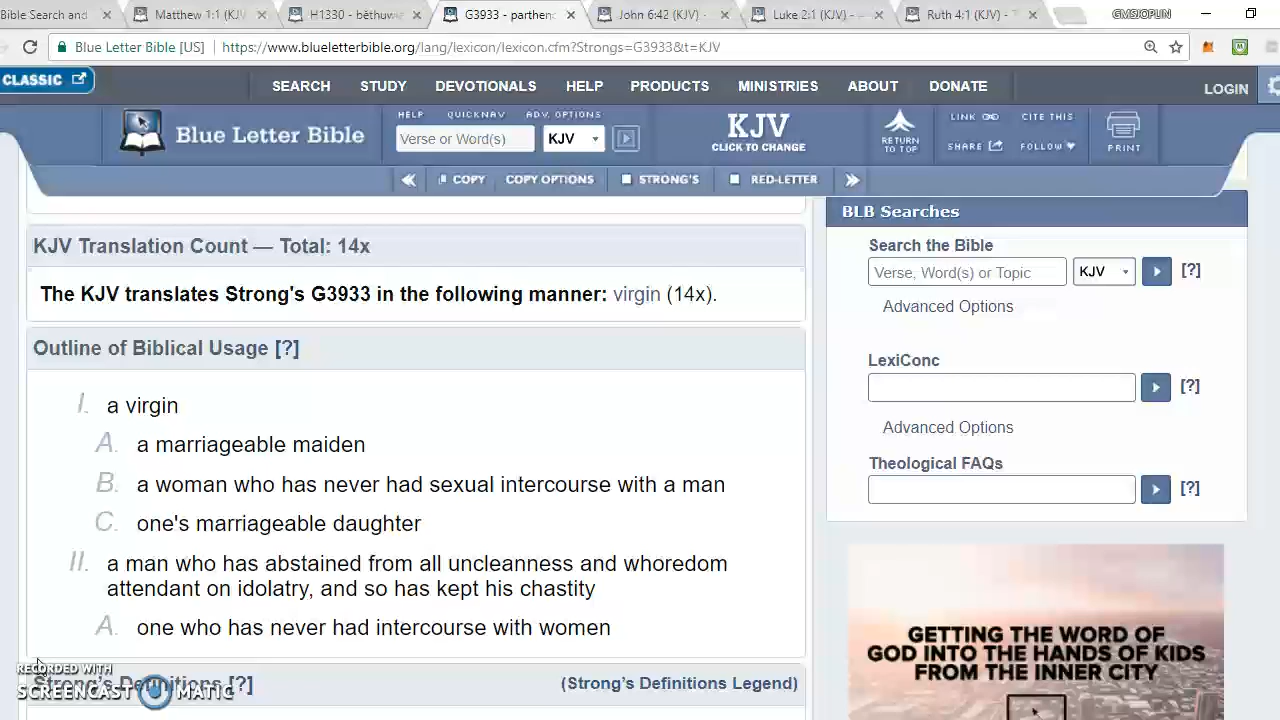 Bible Search and
Matthew 1:1 (KJV
H1330 - bĕthuw
G3933 - parthen
John 6:42 (KJV) -
Luke 2:1 (KJV) -
Ruth 4:1 (KJV) - T
GMSIOPLIN
Blue Letter Bible [US]
https://www.blueletterbible.org/lang/lexicon/lexicon.cfm?Strongs=G3933&t=KJV
CLASSIC
SEARCH STUDY DEVOTIONALS HELP PRODUCTS MINISTRIES ABOUT DONATE
LOGIN
Blue Letter Bible
HELP QUICKNAV ADV. OPTIONS
Verse or Word(s) KJV
KJV
CLICK TO CHANGE
RETURN
TO TOP
LINK CITE THIS
SHARE FOLLOW
PRINT
COPY COPY OPTIONS STRONG'S RED-LETTER
KJV Translation Count — Total: 14x
The KJV translates Strong's G3933 in the following manner: virgin (14x).
Outline of Biblical Usage [?]
I. a virgin
A. a marriageable maiden
B. a woman who has never had sexual intercourse with a man
C. one's marriageable daughter
II. a man who has abstained from all uncleanness and whoredom
attendant on idolatry, and so has kept his chastity
A. one who has never had intercourse with women
Strong's Definitions [?]
(Strong's Definitions Legend)
RECORDED WITH
SCREENCAST MATIC
BLB Searches
Search the Bible
Verse, Word(s) or Topic KJV [?]
Advanced Options
LexiConc
[?]
Advanced Options
Theological FAQs
[?]
GETTING THE WORD OF
GOD INTO THE HANDS OF KIDS
FROM THE INNER CITY